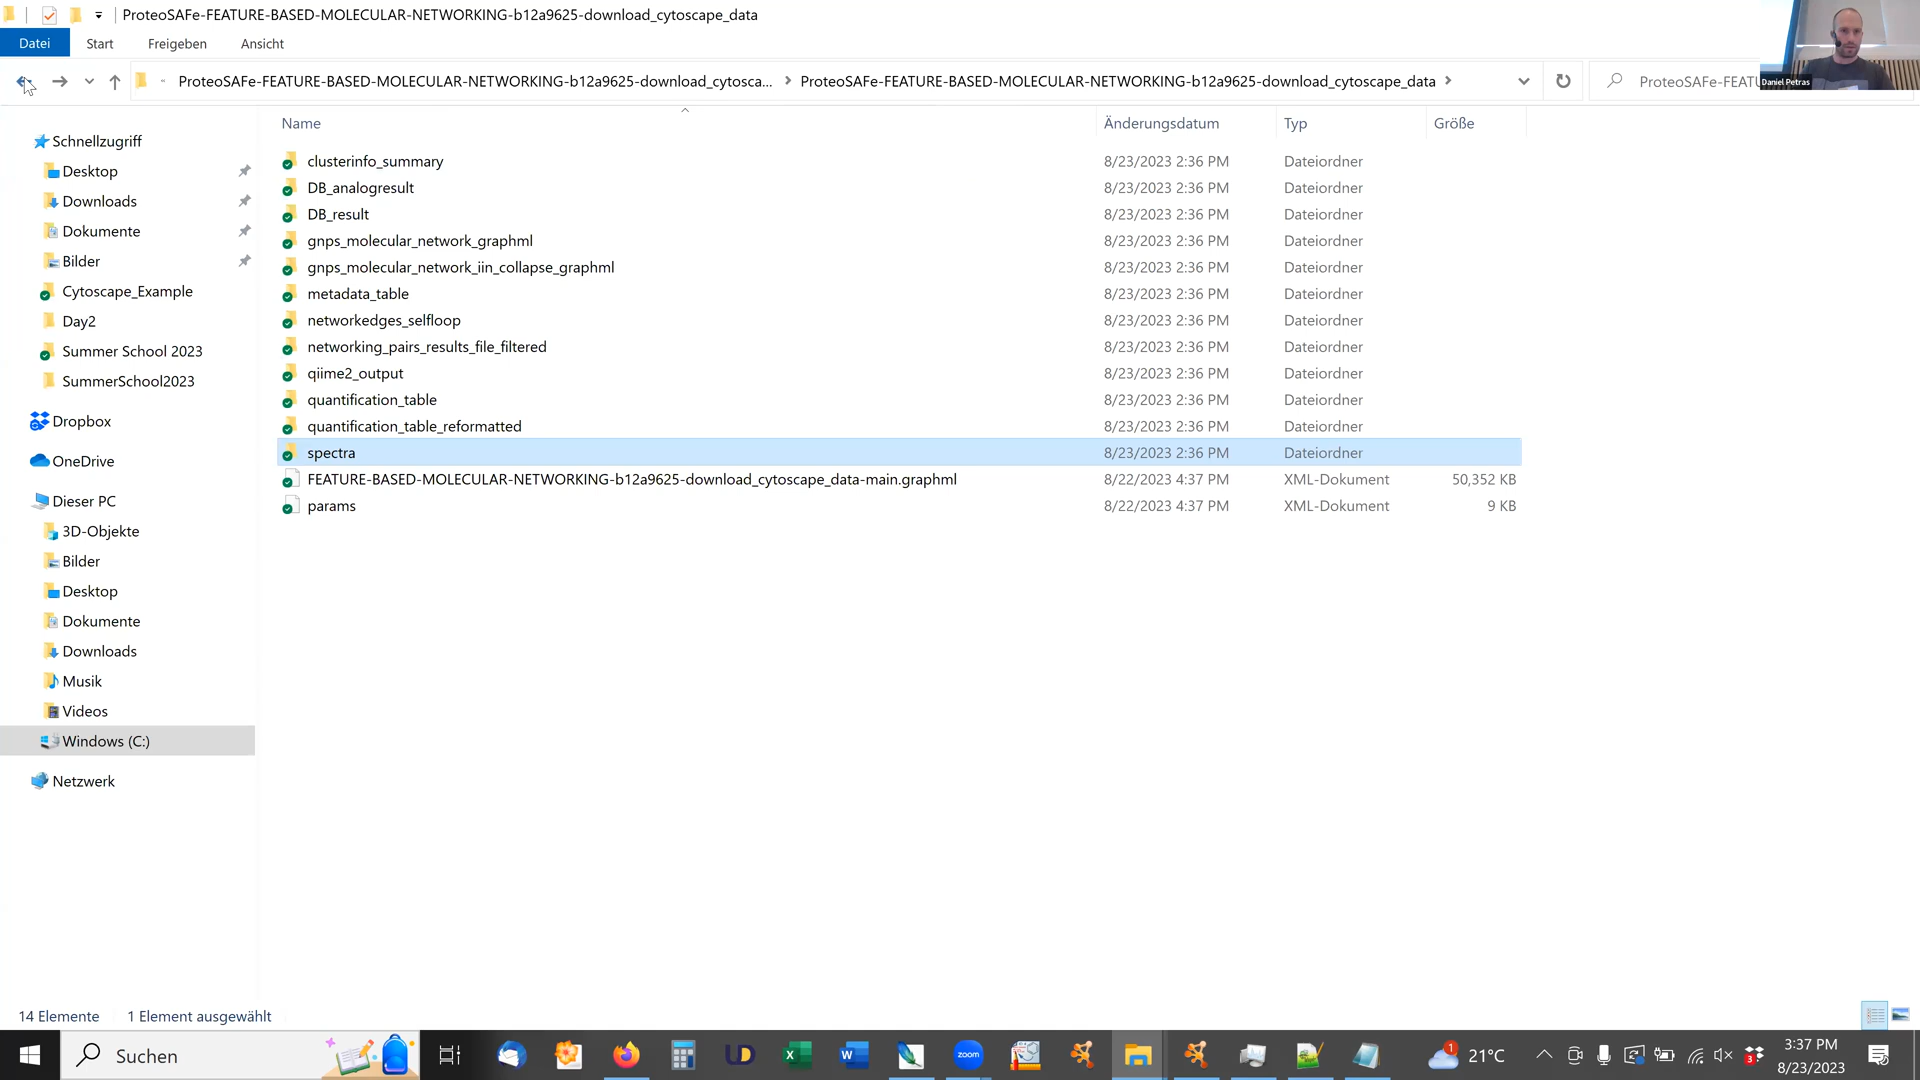 ProteoSAFe-FEATURE-BASED-MOLECULAR-NETWORKING-b12a9625-download_cytoscape_data
Datei Start Freigeben Ansicht
ProteoSAFe-FEATURE-BASED-MOLECULAR-NETWORKING-b12a9625-download_cytosca... ProteoSAFe-FEATURE-BASED-MOLECULAR-NETWORKING-b12a9625-download_cytoscape_data ProteoSAFe-FEATU
Daniel Petras
Name Änderungsdatum Typ Größe
Schnellzugriff
Desktop
Downloads
Dokumente
Bilder
Cytoscape_Example
Day2
Summer School 2023
SummerSchool2023
Dropbox
OneDrive
Dieser PC
3D-Objekte
Bilder
Desktop
Dokumente
Downloads
Musik
Videos
Windows (C:)
Netzwerk
clusterinfo_summary 8/23/2023 2:36 PM Dateiordner
DB_analogresult 8/23/2023 2:36 PM Dateiordner
DB_result 8/23/2023 2:36 PM Dateiordner
gnps_molecular_network_graphml 8/23/2023 2:36 PM Dateiordner
gnps_molecular_network_iin_collapse_graphml 8/23/2023 2:36 PM Dateiordner
metadata_table 8/23/2023 2:36 PM Dateiordner
networkedges_selfloop 8/23/2023 2:36 PM Dateiordner
networking_pairs_results_file_filtered 8/23/2023 2:36 PM Dateiordner
qiime2_output 8/23/2023 2:36 PM Dateiordner
quantification_table 8/23/2023 2:36 PM Dateiordner
quantification_table_reformatted 8/23/2023 2:36 PM Dateiordner
spectra 8/23/2023 2:36 PM Dateiordner
FEATURE-BASED-MOLECULAR-NETWORKING-b12a9625-download_cytoscape_data-main.graphml 8/22/2023 4:37 PM XML-Dokument 50,352 KB
params 8/22/2023 4:37 PM XML-Dokument 9 KB
14 Elemente 1 Element ausgewählt
Suchen
zoom
1
21°C
3
3:37 PM
8/23/2023